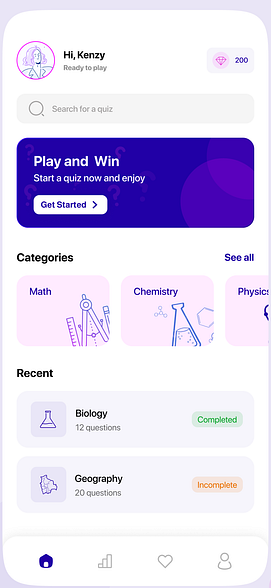 Hi, Kenzy
Ready to play
200
Search for a quiz
Play and Win
Start a quiz now and enjoy
Get Started
Categories
See all
Math
Chemistry
Physics
Recent
Biology
12 questions
Completed
Geography
20 questions
Incomplete